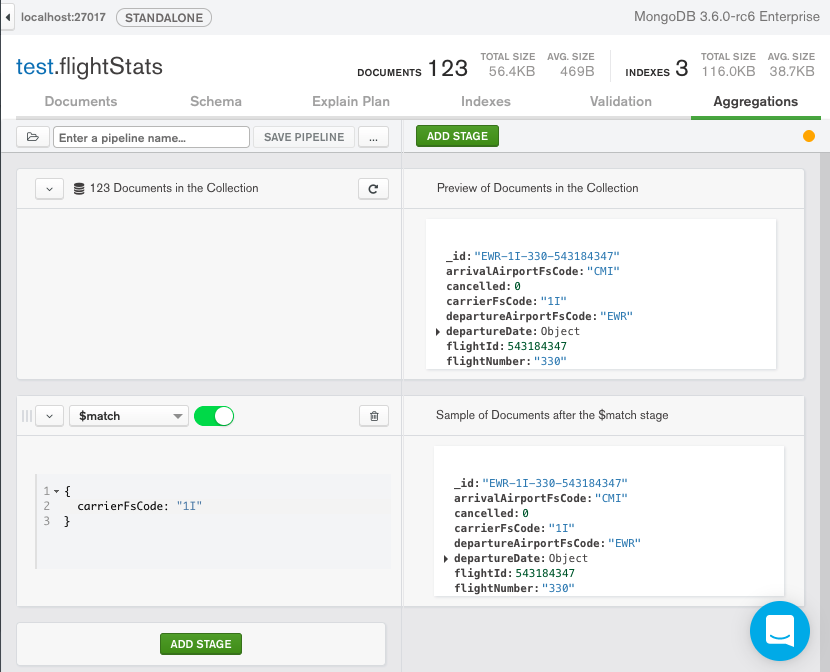 localhost:27017 STANDALONE MongoDB 3.6.0-rc6 Enterprise
test.flightStats
DOCUMENTS 123 TOTAL SIZE 56.4KB AVG. SIZE 469B INDEXES 3 TOTAL SIZE 116.0KB AVG. SIZE 38.7KB
Documents Schema Explain Plan Indexes Validation Aggregations
Enter a pipeline name... SAVE PIPELINE ... ADD STAGE
123 Documents in the Collection
Preview of Documents in the Collection
_id:"EWR-1I-330-543184347"
arrivalAirportFsCode:"CMI"
cancelled:0
carrierFsCode:"1I"
departureAirportFsCode:"EWR"
departureDate:Object
flightId:543184347
flightNumber:"330"
$match
Sample of Documents after the $match stage
1 {
2 carrierFsCode: "1I"
3 }
_id:"EWR-1I-330-543184347"
arrivalAirportFsCode:"CMI"
cancelled:0
carrierFsCode:"1I"
departureAirportFsCode:"EWR"
departureDate:Object
flightId:543184347
flightNumber:"330"
ADD STAGE